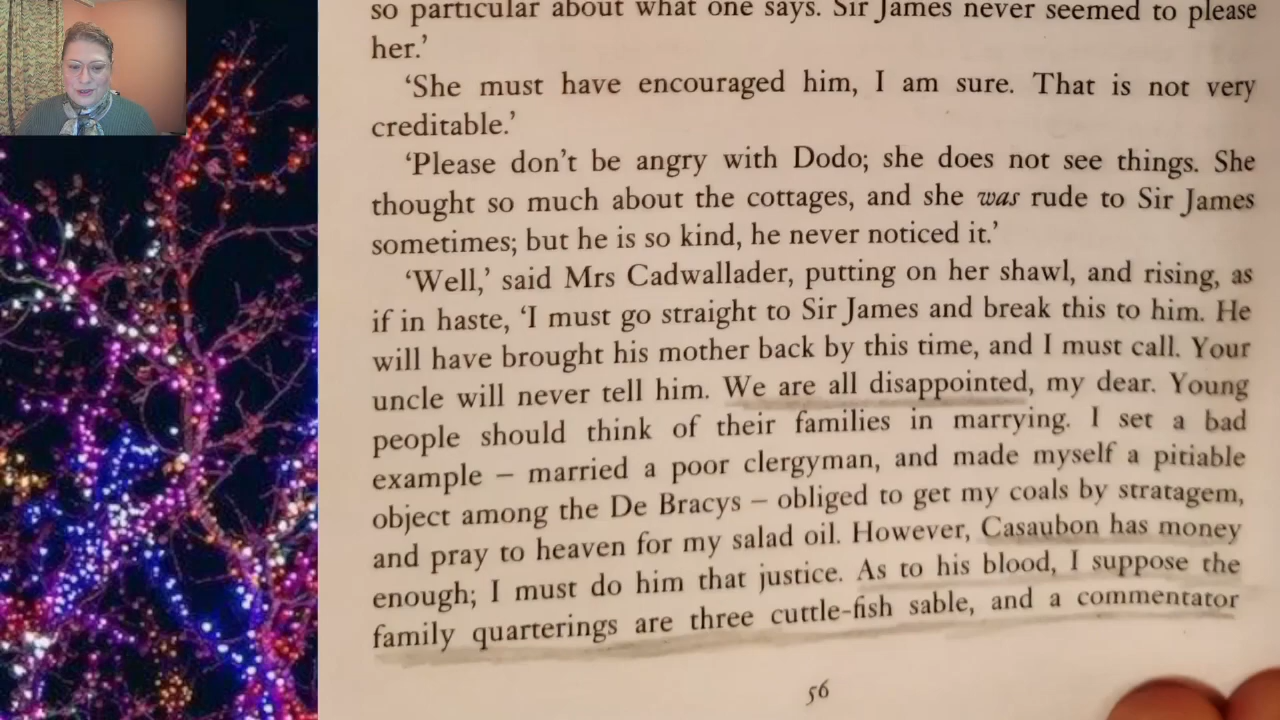 so particular about what one says. Sir James never seemed to please
her.’
‘She must have encouraged him, I am sure. That is not very
creditable.’
‘Please don’t be angry with Dodo; she does not see things. She
thought so much about the cottages, and she was rude to Sir James
sometimes; but he is so kind, he never noticed it.’
‘Well,’ said Mrs Cadwallader, putting on her shawl, and rising, as
if in haste, ‘I must go straight to Sir James and break this to him. He
will have brought his mother back by this time, and I must call. Your
uncle will never tell him. We are all disappointed, my dear. Young
people should think of their families in marrying. I set a bad
example – married a poor clergyman, and made myself a pitiable
object among the De Bracys – obliged to get my coals by stratagem,
and pray to heaven for my salad oil. However, Casaubon has money
enough; I must do him that justice. As to his blood, I suppose the
family quarterings are three cuttle-fish sable, and a commentator
56